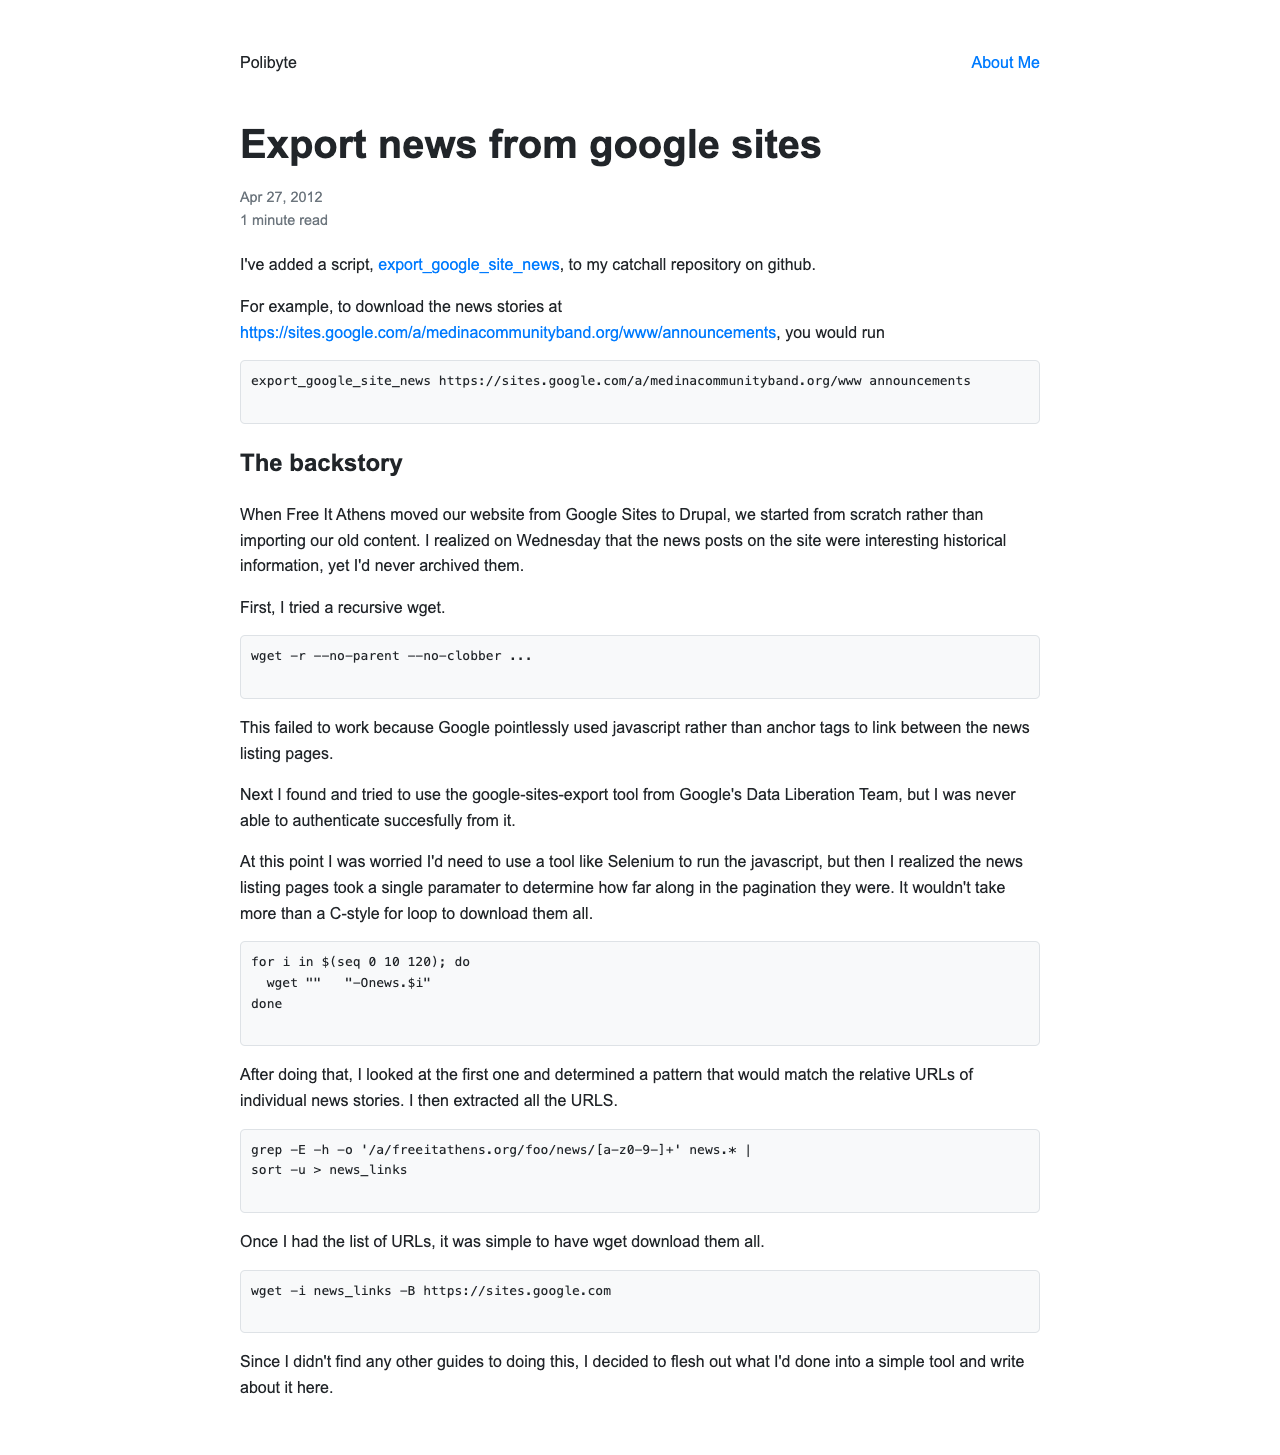 Polibyte
About Me
Export news from google sites
Apr 27, 2012
1 minute read
I've added a script, export_google_site_news, to my catchall repository on github.
For example, to download the news stories at
https://sites.google.com/a/medinacommunityband.org/www/announcements, you would run
export_google_site_news https://sites.google.com/a/medinacommunityband.org/www announcements
The backstory
When Free It Athens moved our website from Google Sites to Drupal, we started from scratch rather than
importing our old content. I realized on Wednesday that the news posts on the site were interesting historical
information, yet I'd never archived them.
First, I tried a recursive wget.
wget -r --no-parent --no-clobber ...
This failed to work because Google pointlessly used javascript rather than anchor tags to link between the news
listing pages.
Next I found and tried to use the google-sites-export tool from Google's Data Liberation Team, but I was never
able to authenticate succesfully from it.
At this point I was worried I'd need to use a tool like Selenium to run the javascript, but then I realized the news
listing pages took a single paramater to determine how far along in the pagination they were. It wouldn't take
more than a C-style for loop to download them all.
for i in $(seq 0 10 120); do
  wget ""   "-Onews.$i"
done
After doing that, I looked at the first one and determined a pattern that would match the relative URLs of
individual news stories. I then extracted all the URLS.
grep -E -h -o '/a/freeitathens.org/foo/news/[a-z0-9-]+' news.* |
sort -u > news_links
Once I had the list of URLs, it was simple to have wget download them all.
wget -i news_links -B https://sites.google.com
Since I didn't find any other guides to doing this, I decided to flesh out what I'd done into a simple tool and write
about it here.